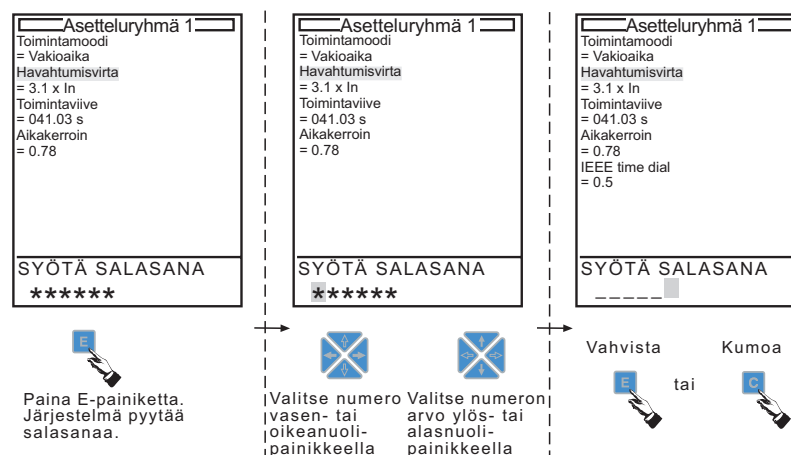 Asetteluryhmä 1
Toimintamoodi
= Vakioaika
Havahtumisvirta
= 3.1 x In
Toimintaviive
= 041.03 s
Aikakerroin
= 0.78
SYÖTÄ SALASANA
******
E
Paina E-painiketta.
Järjestelmä pyytää
salasanaa.
Asetteluryhmä 1
Toimintamoodi
= Vakioaika
Havahtumisvirta
= 3.1 x In
Toimintaviive
= 041.03 s
Aikakerroin
= 0.78
SYÖTÄ SALASANA
******
Valitse numero
vasen- tai
oikeanuoli-
painikkeella
Valitse numeron
arvo ylös- tai
alasnuoli-
painikkeella
Asetteluryhmä 1
Toimintamoodi
= Vakioaika
Havahtumisvirta
= 3.1 x In
Toimintaviive
= 041.03 s
Aikakerroin
= 0.78
IEEE time dial
= 0.5
SYÖTÄ SALASANA
_____
Vahvista
Kumoa
E
tai
C